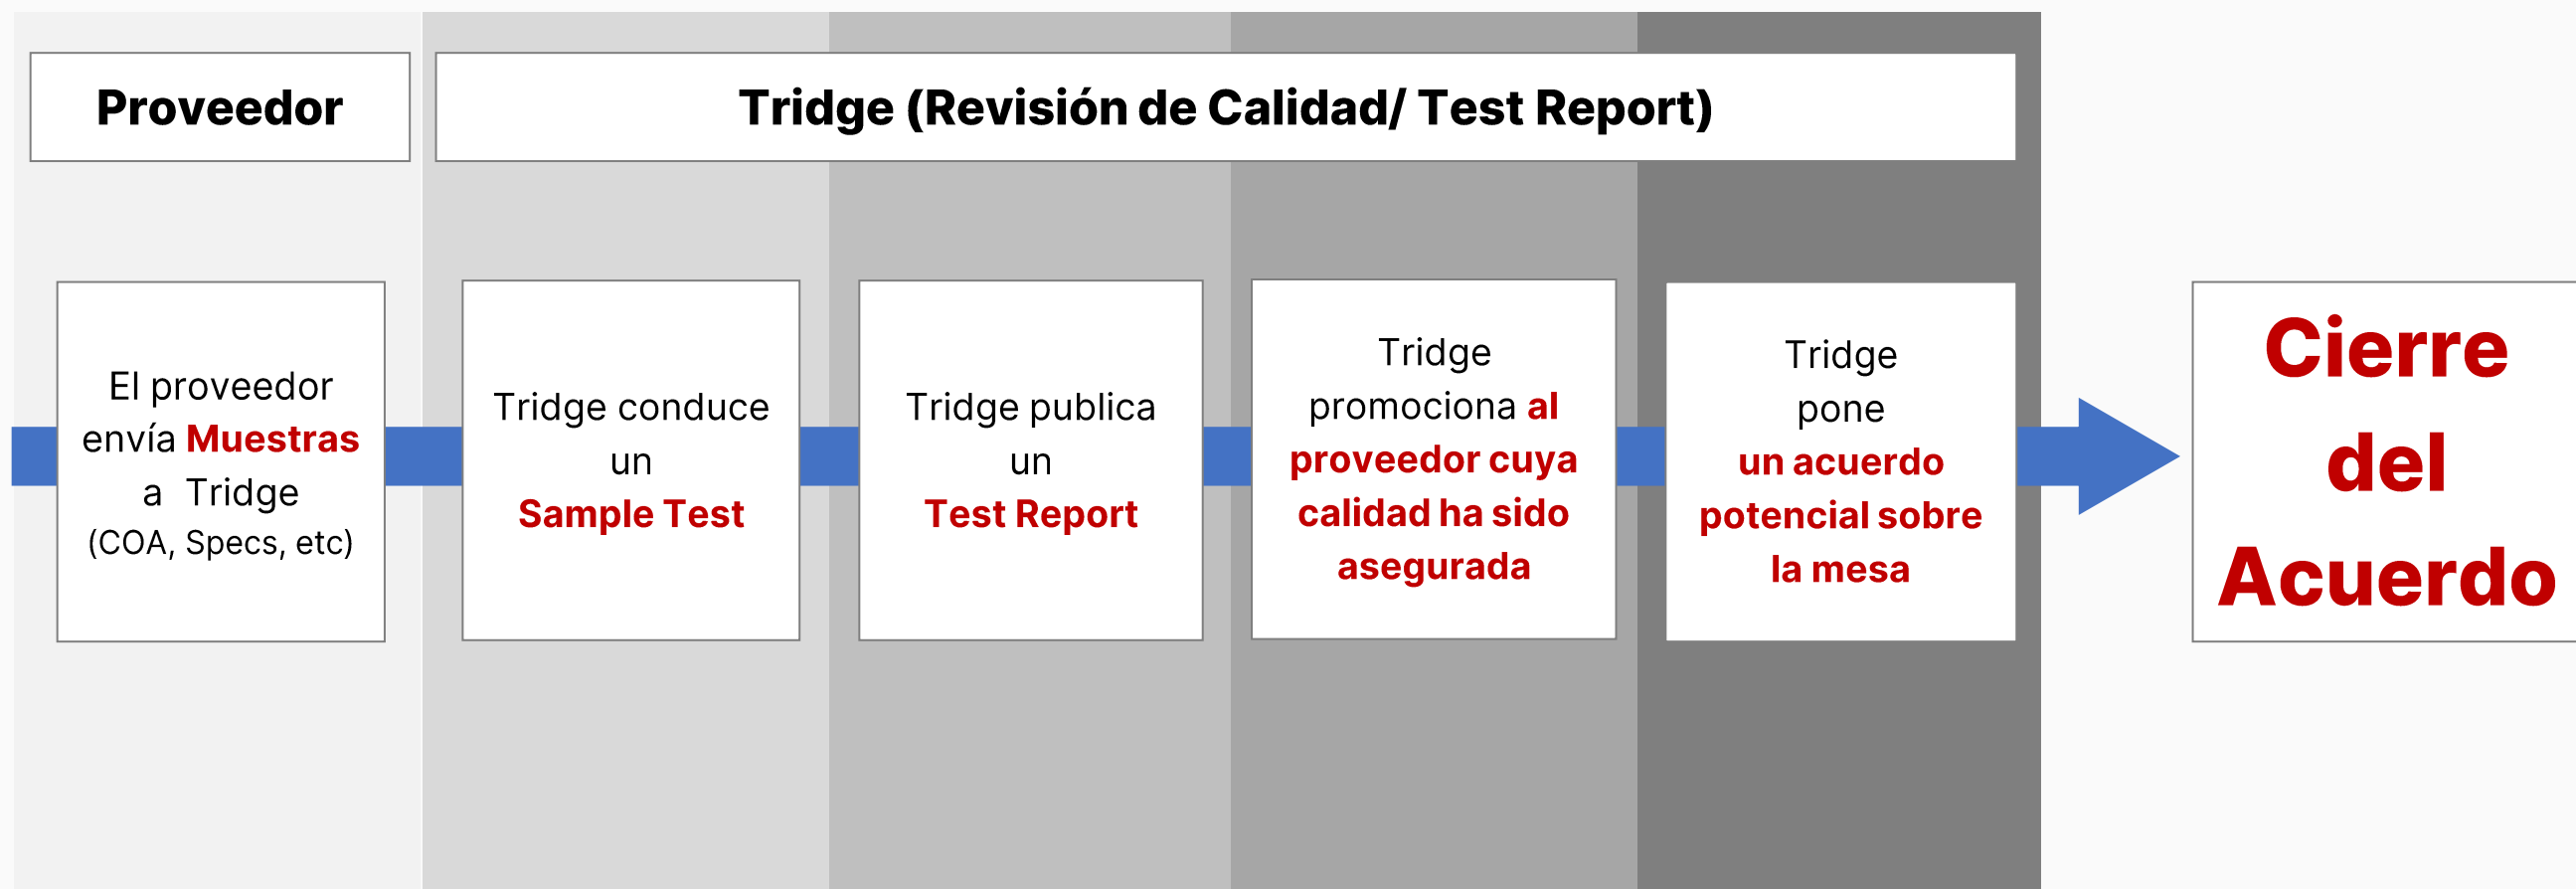 Proveedor
Tridge (Revisión de Calidad/ Test Report)
El proveedor
envía Muestras
a Tridge
(COA, Specs, etc)
Tridge conduce
un
Sample Test
Tridge publica
un
Test Report
Tridge
promociona al
proveedor cuya
calidad ha sido
asegurada
Tridge
pone
un acuerdo
potencial sobre
la mesa
Cierre
del
Acuerdo